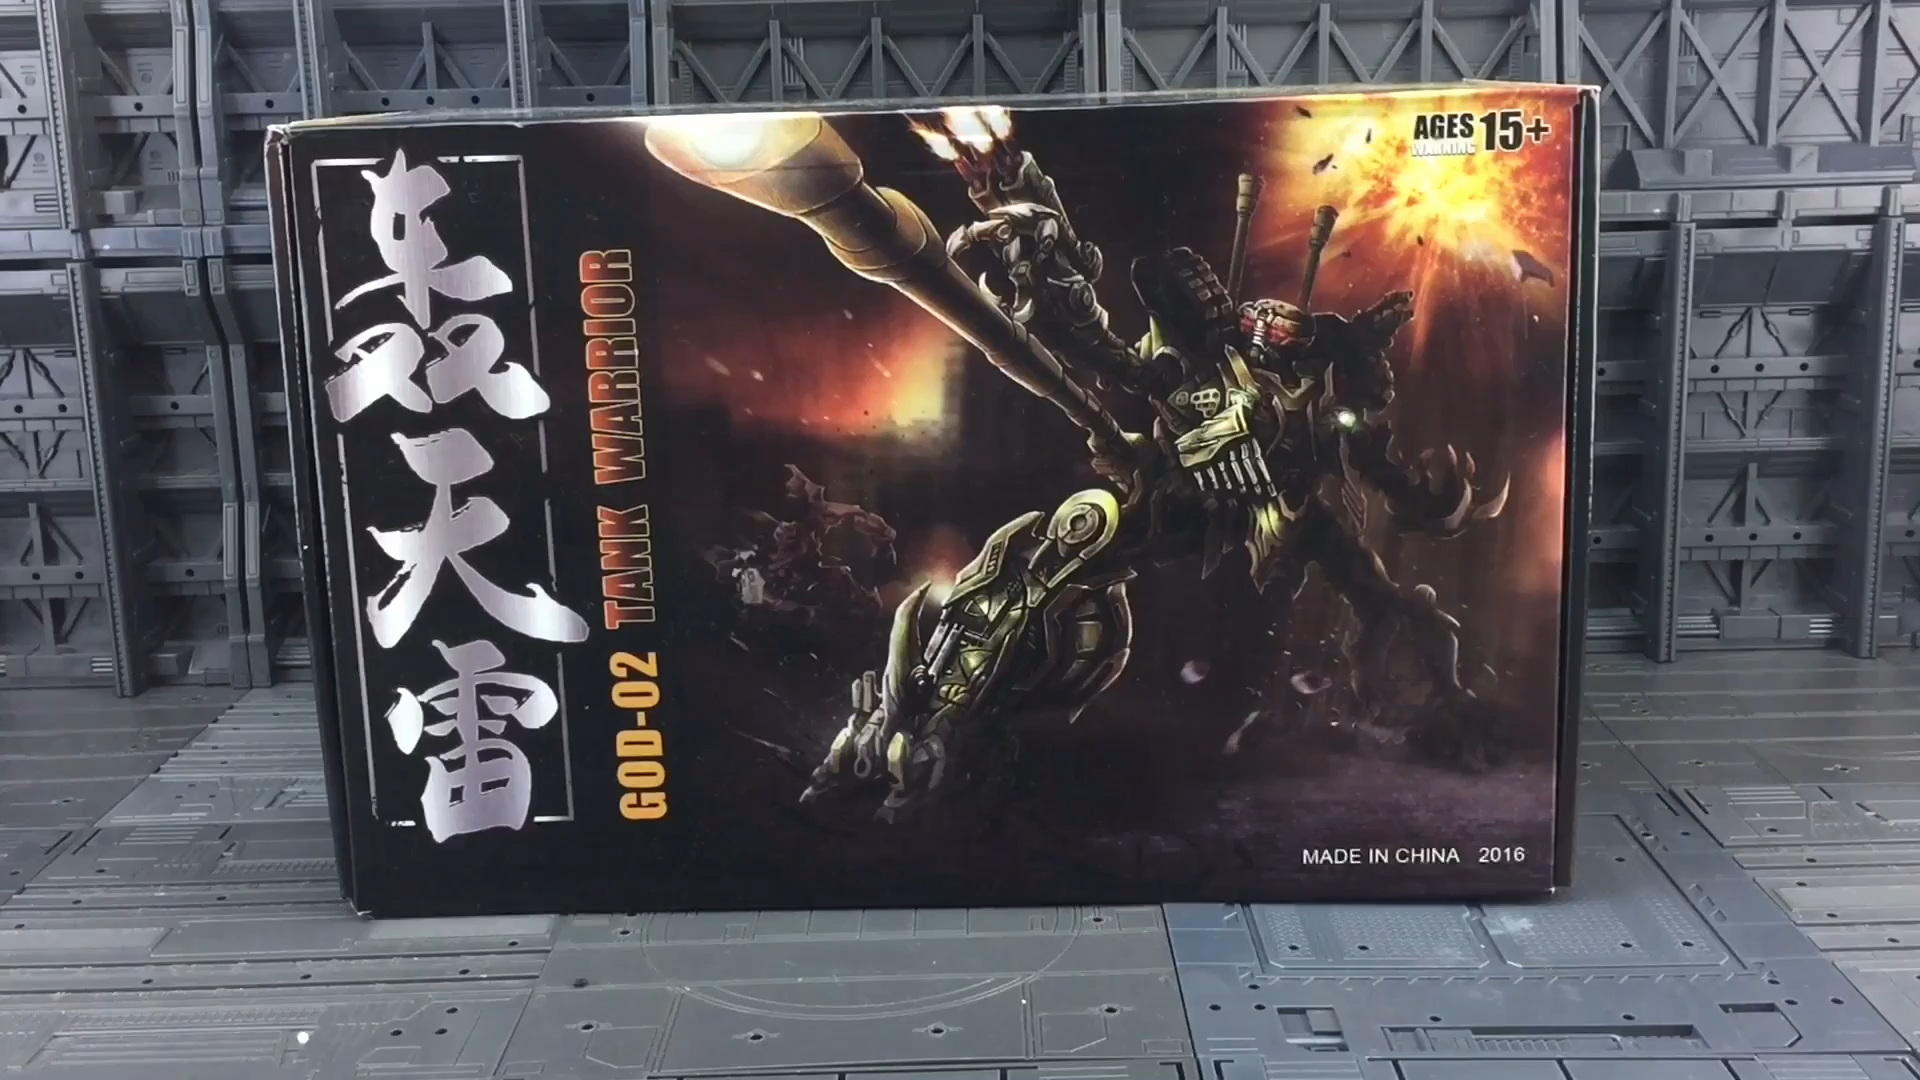 轰天雷
GOD-02 TANK WARRIOR
AGES 15+
WARNING
MADE IN CHINA 2016